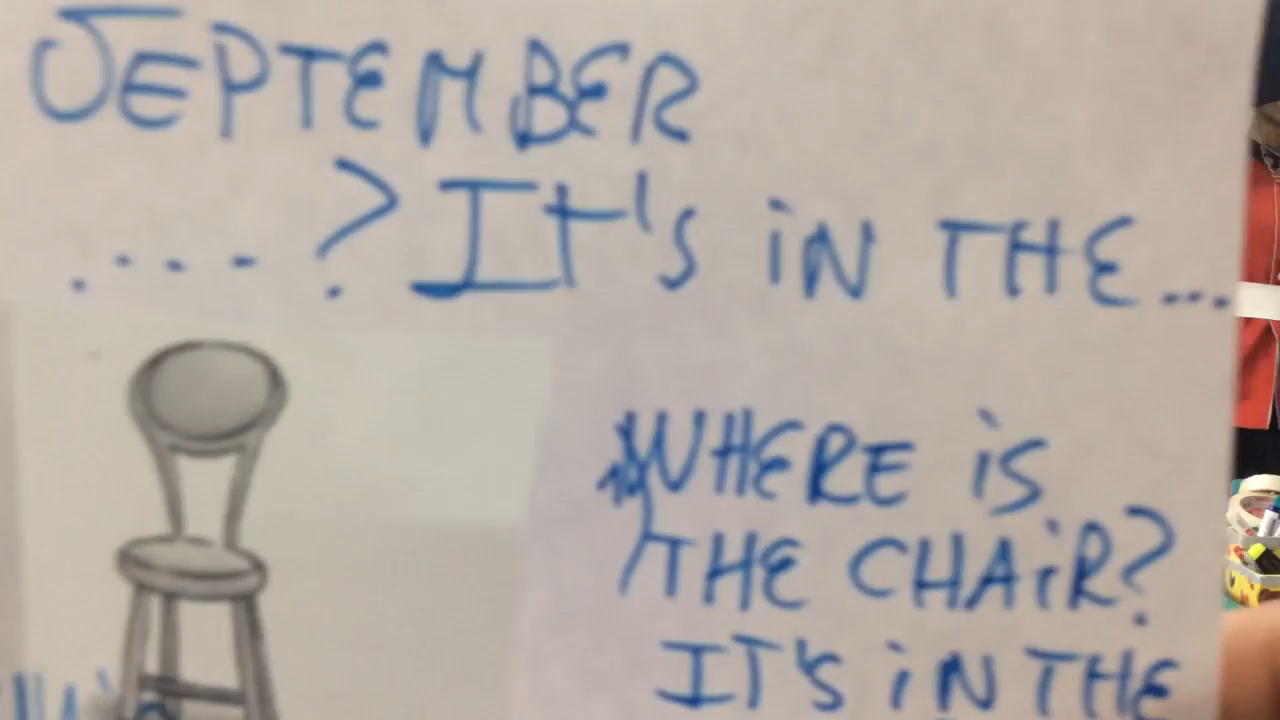 SEPTEMBER
....? It's iN THE...
WHERE is
THE CHAiR?
IT'S iN THE